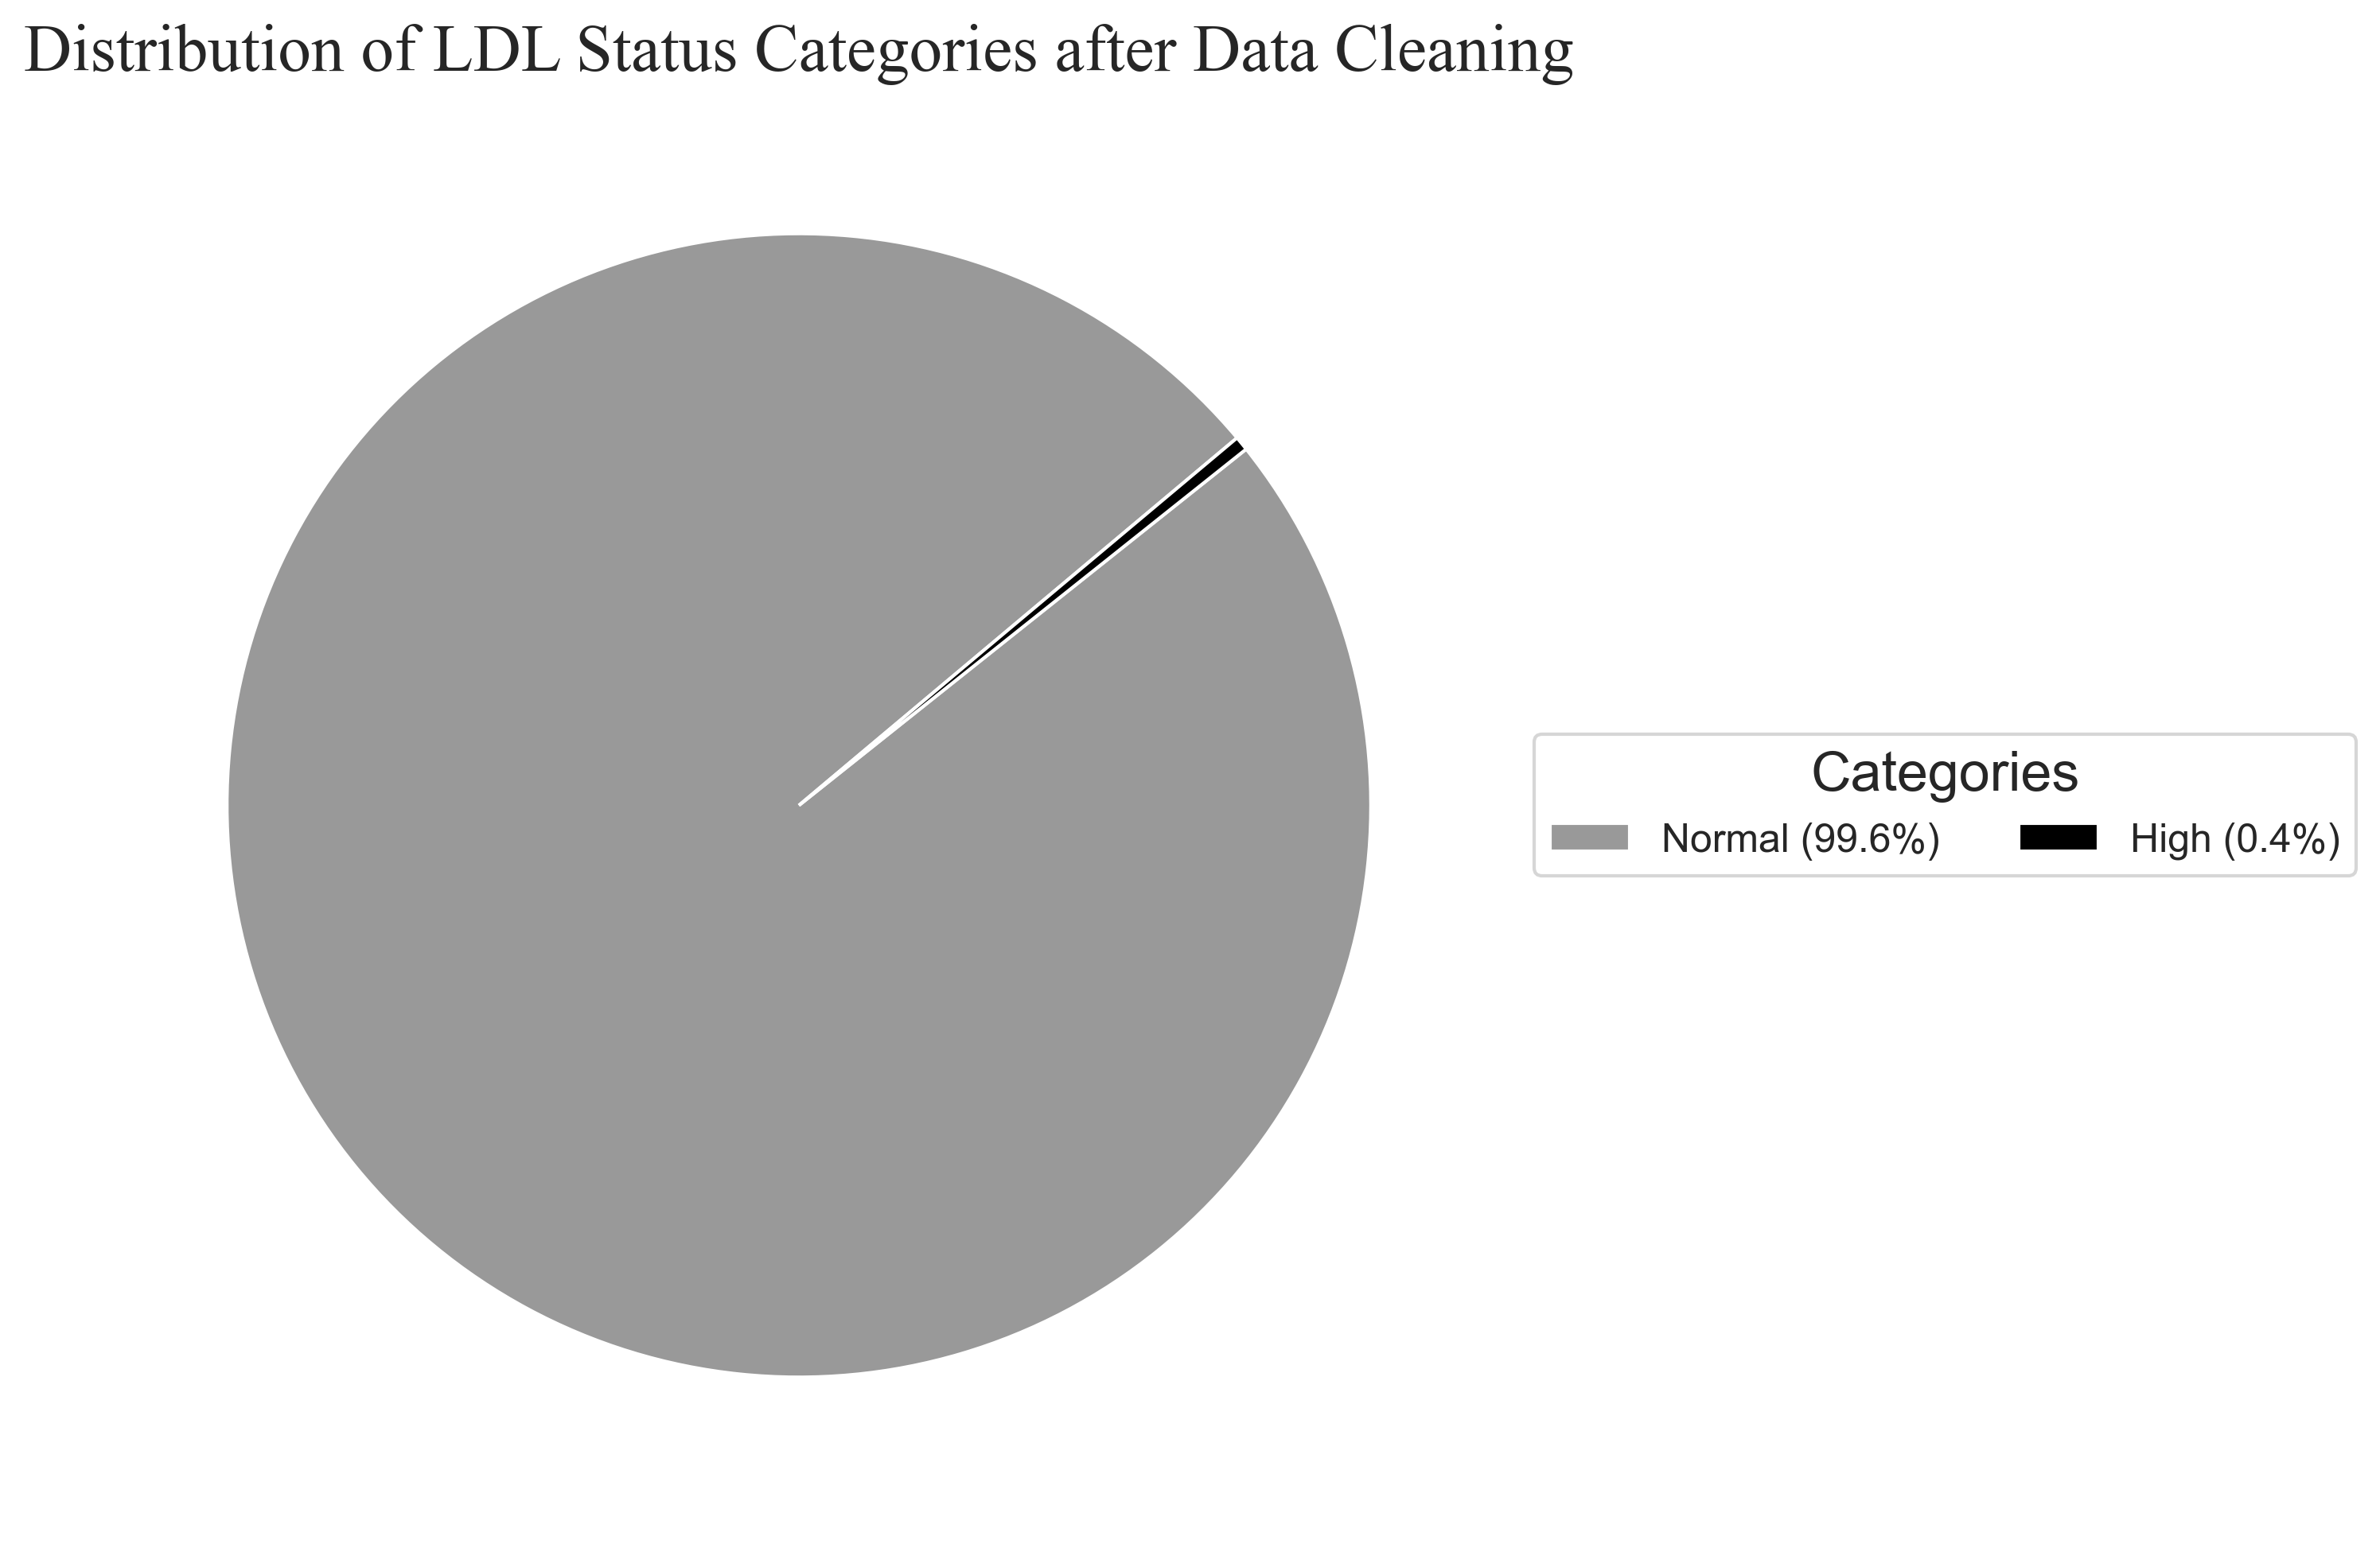 Distribution of LDL Status Categories after Data Cleaning
Categories
Normal (99.6%) High (0.4%)